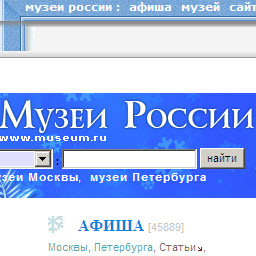 музеи россии : афиша музей сайт
Музеи России
www.museum.ru
:
найти
зеи Москвы, музеи Петербурга
АФИША [45889]
Москвы, Петербурга, Статьи,